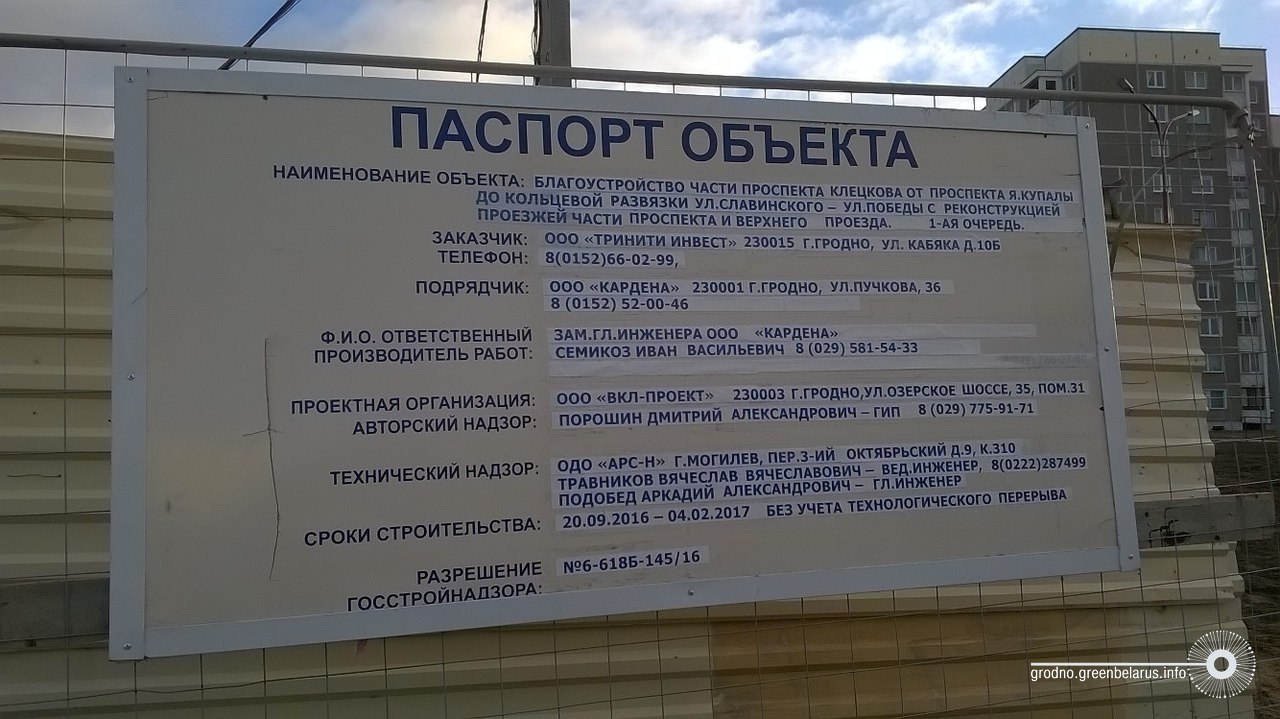 ПАСПОРТ ОБЪЕКТА
НАИМЕНОВАНИЕ ОБЪЕКТА: БЛАГОУСТРОЙСТВО ЧАСТИ ПРОСПЕКТА КЛЕЦКОВА ОТ ПРОСПЕКТА Я.КУПАЛЫ
ДО КОЛЬЦЕВОЙ РАЗВЯЗКИ УЛ.СЛАВИНСКОГО – УЛ.ПОБЕДЫ С РЕКОНСТРУКЦИЕЙ
ПРОЕЗЖЕЙ ЧАСТИ ПРОСПЕКТА И ВЕРХНЕГО ПРОЕЗДА. 1-АЯ ОЧЕРЕДЬ.
ЗАКАЗЧИК: ООО «ТРИНИТИ ИНВЕСТ» 230015 Г.ГРОДНО, УЛ. КАБЯКА Д.10Б
ТЕЛЕФОН: 8(0152)66-02-99,
ПОДРЯДЧИК: ООО «КАРДЕНА» 230001 Г.ГРОДНО, УЛ.ПУЧКОВА, 36
8 (0152) 52-00-46
Ф.И.О. ОТВЕТСТВЕННЫЙ ЗАМ.ГЛ.ИНЖЕНЕРА ООО «КАРДЕНА»
ПРОИЗВОДИТЕЛЬ РАБОТ: СЕМИКОЗ ИВАН ВАСИЛЬЕВИЧ 8 (029) 581-54-33
ПРОЕКТНАЯ ОРГАНИЗАЦИЯ: ООО «ВКЛ-ПРОЕКТ» 230003 Г.ГРОДНО,УЛ.ОЗЕРСКОЕ ШОССЕ, 35, ПОМ.31
АВТОРСКИЙ НАДЗОР: ПОРОШИН ДМИТРИЙ АЛЕКСАНДРОВИЧ – ГИП 8 (029) 775-91-71
ТЕХНИЧЕСКИЙ НАДЗОР: ОДО «АРС-Н» Г.МОГИЛЕВ, ПЕР.3-ИЙ ОКТЯБРЬСКИЙ Д.9, К.310
ТРАВНИКОВ ВЯЧЕСЛАВ ВЯЧЕСЛАВОВИЧ – ВЕД.ИНЖЕНЕР, 8(0222)287499
ПОДОБЕД АРКАДИЙ АЛЕКСАНДРОВИЧ – ГЛ.ИНЖЕНЕР
СРОКИ СТРОИТЕЛЬСТВА: 20.09.2016 – 04.02.2017 БЕЗ УЧЕТА ТЕХНОЛОГИЧЕСКОГО ПЕРЕРЫВА
РАЗРЕШЕНИЕ №6-618Б-145/16
ГОССТРОЙНАДЗОРА:
grodno.greenbelarus.info